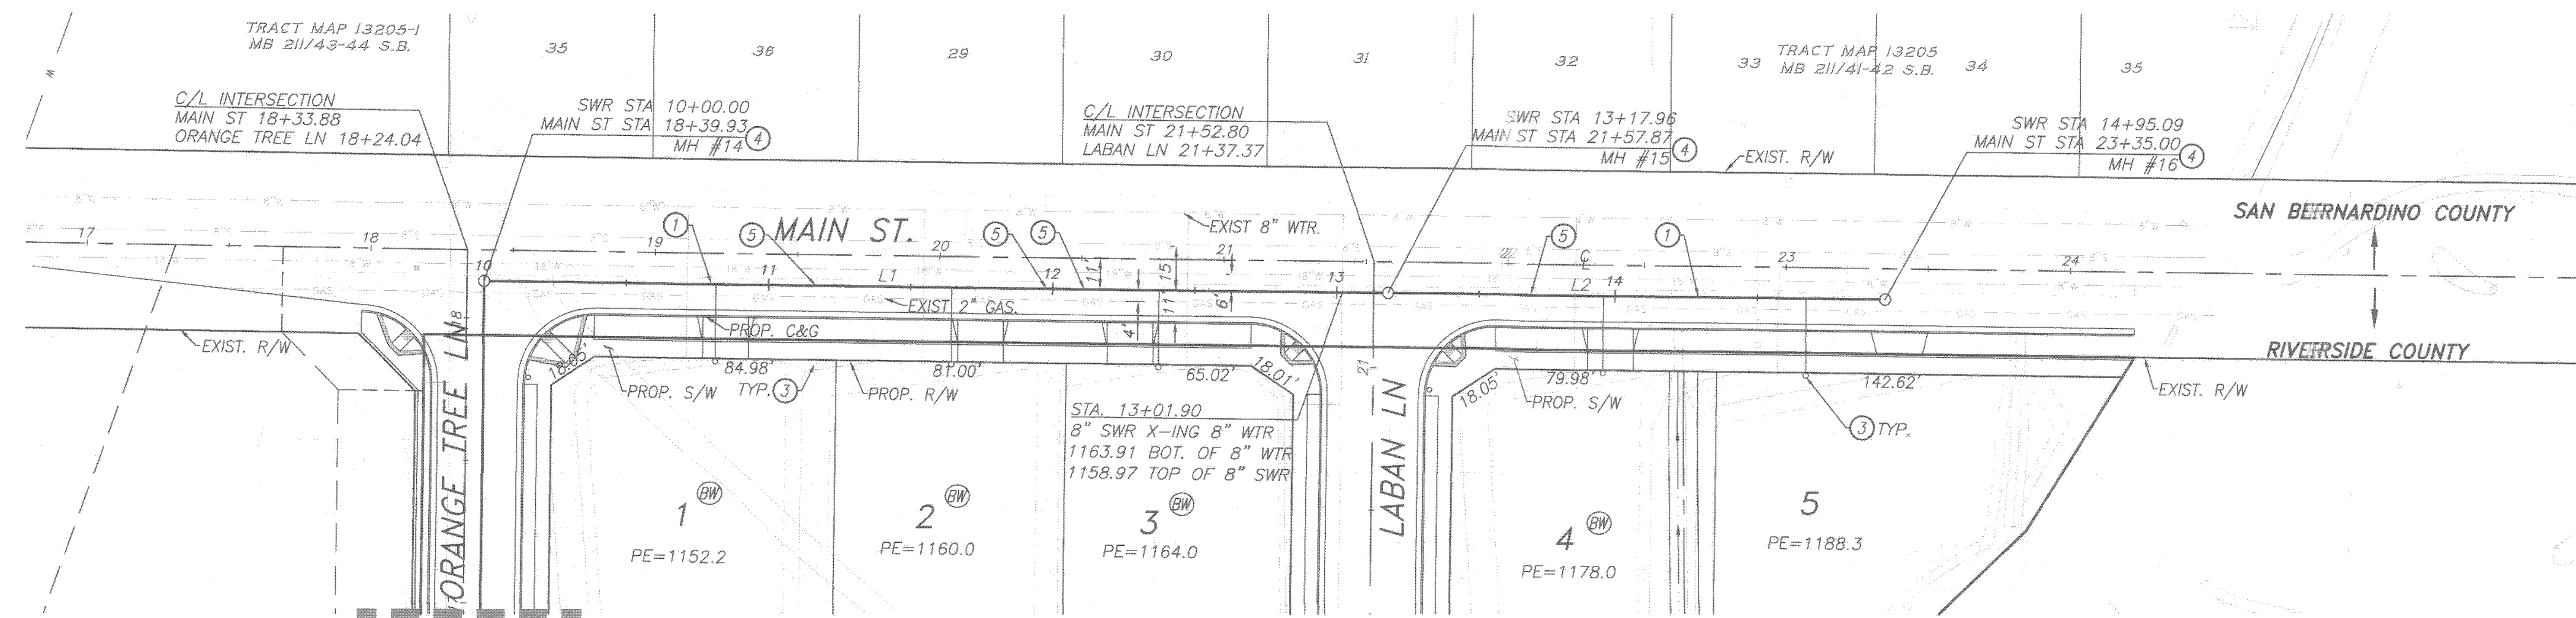 TRACT MAP 13205-1
MB 211/43-44 S.B.
35
36
29
30
31
32
33
TRACT MAP 13205
MB 211/41-42 S.B.
34
35
C/L INTERSECTION
MAIN ST 18+33.88
ORANGE TREE LN 18+24.04
SWR STA 10+00.00
MAIN ST STA 18+39.93
MH #14
4
C/L INTERSECTION
MAIN ST 21+52.80
LABAN LN 21+37.37
SWR STA 13+17.96
MAIN ST STA 21+57.87
MH #15
4
EXIST. R/W
SWR STA 14+95.09
MAIN ST STA 23+35.00
MH #16
4
SAN BERNARDINO COUNTY
RIVERSIDE COUNTY
17
18
19
20
21
22
23
24
MAIN ST.
1
5
5
5
EXIST 8" WTR.
5
1
10
11
L1
12
13
L2
14
11'
15'
11'
6'
4'
EXIST 2" GAS.
GAS
8"W
8"S
18"W
PROP. C&G
EXIST. R/W
18
18.05'
84.98'
81.00'
65.02'
18.01'
21
18.05'
79.98'
142.62'
PROP. S/W
TYP. 3
PROP. R/W
PROP. S/W
EXIST. R/W
3 TYP.
STA. 13+01.90
8" SWR X-ING 8" WTR
1163.91 BOT. OF 8" WTR
1158.97 TOP OF 8" SWR
ORANGE TREE LN
LABAN LN
1 BW
PE=1152.2
2 BW
PE=1160.0
3 BW
PE=1164.0
4 BW
PE=1178.0
5
PE=1188.3